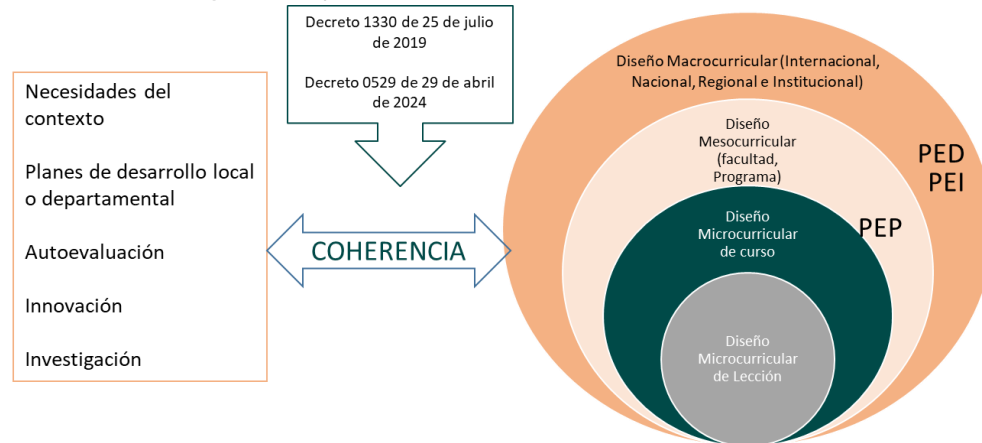 Decreto 1330 de 25 de julio
de 2019
Decreto 0529 de 29 de abril
de 2024
Necesidades del
contexto
Planes de desarrollo local
o departamental
Autoevaluación
Innovación
Investigación
COHERENCIA
Diseño Macrocurricular (Internacional,
Nacional, Regional e Institucional)
PED
PEI
Diseño
Mesocurricular
(facultad,
Programa)
PEP
Diseño
Microcurricular
de curso
Diseño
Microcurricular
de Lección